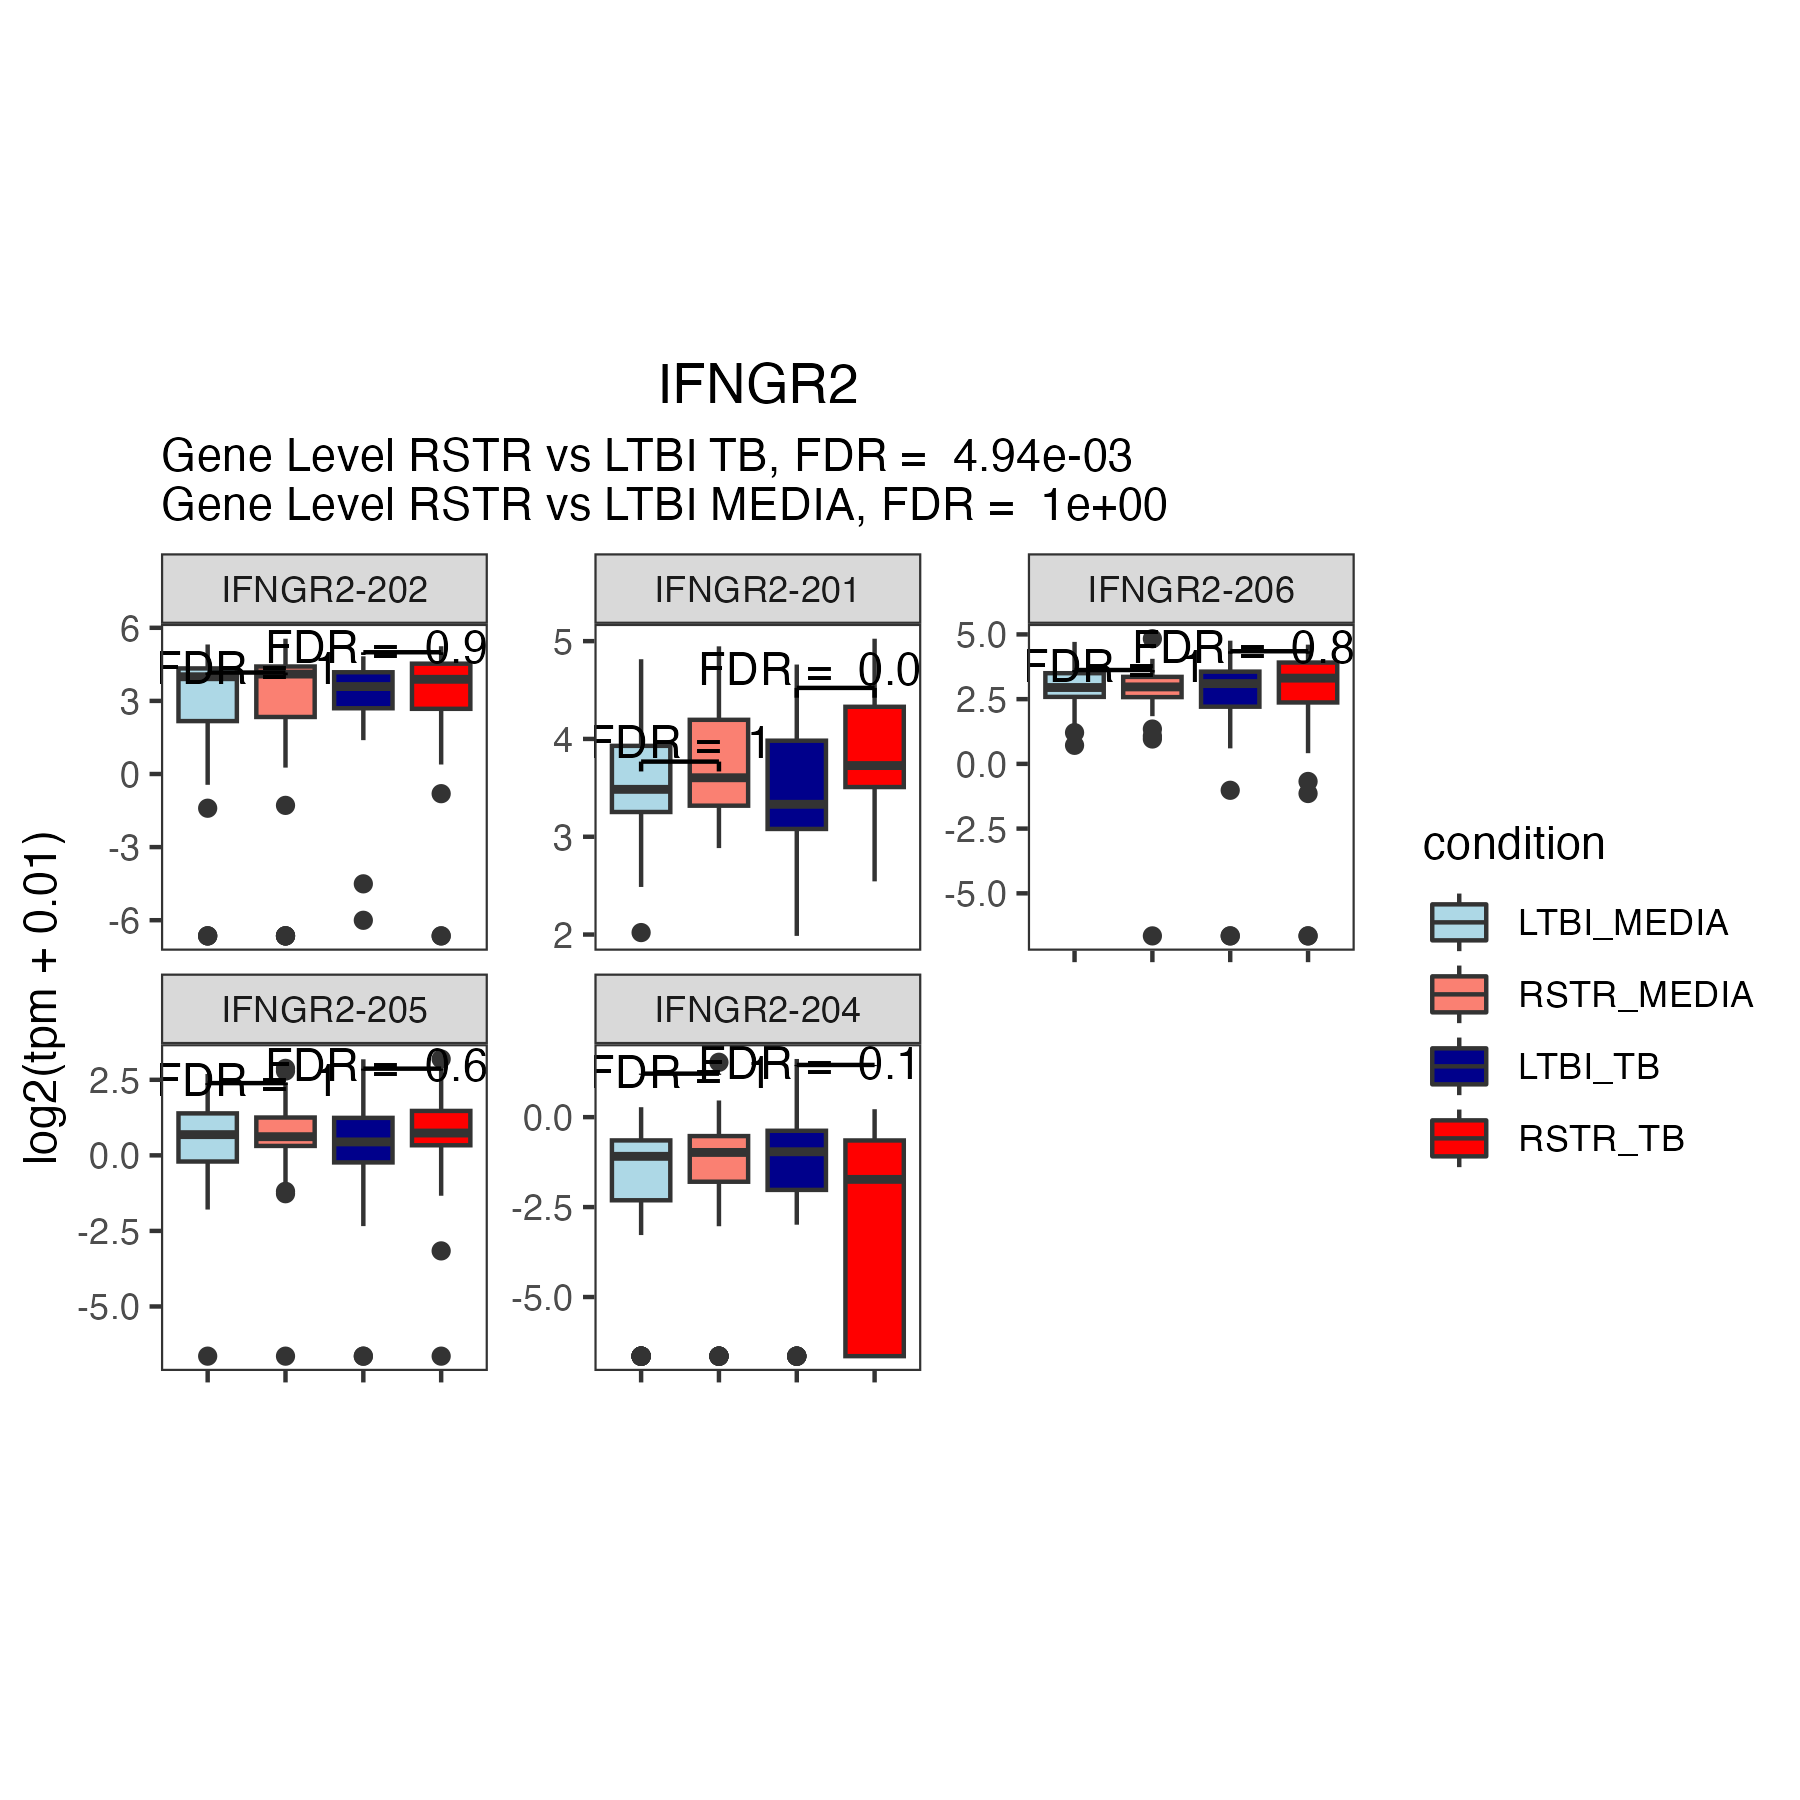 IFNGR2
Gene Level RSTR vs LTBI TB, FDR = 4.94e-03
Gene Level RSTR vs LTBI MEDIA, FDR = 1e+00
IFNGR2-202
IFNGR2-201
IFNGR2-206
6
3
0
-3
-6
FDR = 1
FDR = 0.9
5
4
3
2
FDR = 1
FDR = 0.0
5.0
2.5
0.0
-2.5
-5.0
FDR = 1
FDR = 0.8
IFNGR2-205
IFNGR2-204
2.5
0.0
-2.5
-5.0
FDR = 1
FDR = 0.6
0.0
-2.5
-5.0
FDR = 1
FDR = 0.1
log2(tpm + 0.01)
condition
LTBI_MEDIA
RSTR_MEDIA
LTBI_TB
RSTR_TB